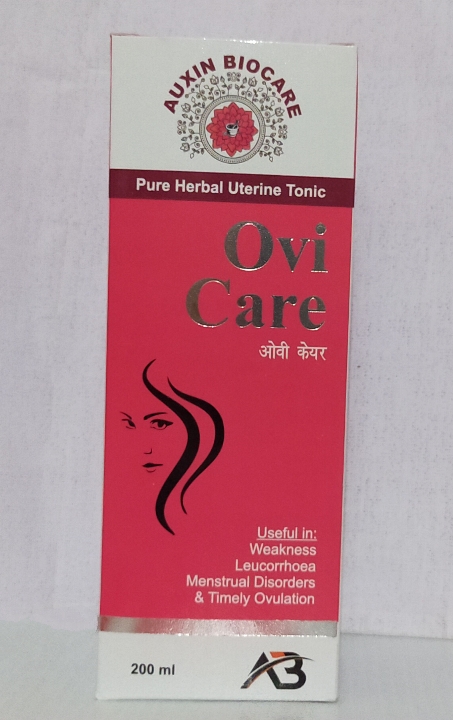 AUXIN BIOCARE
Pure Herbal Uterine Tonic
Ovi
Care
ओवी केयर
Useful in:
Weakness
Leucorrhoea
Menstrual Disorders
& Timely Ovulation
200 ml
AB